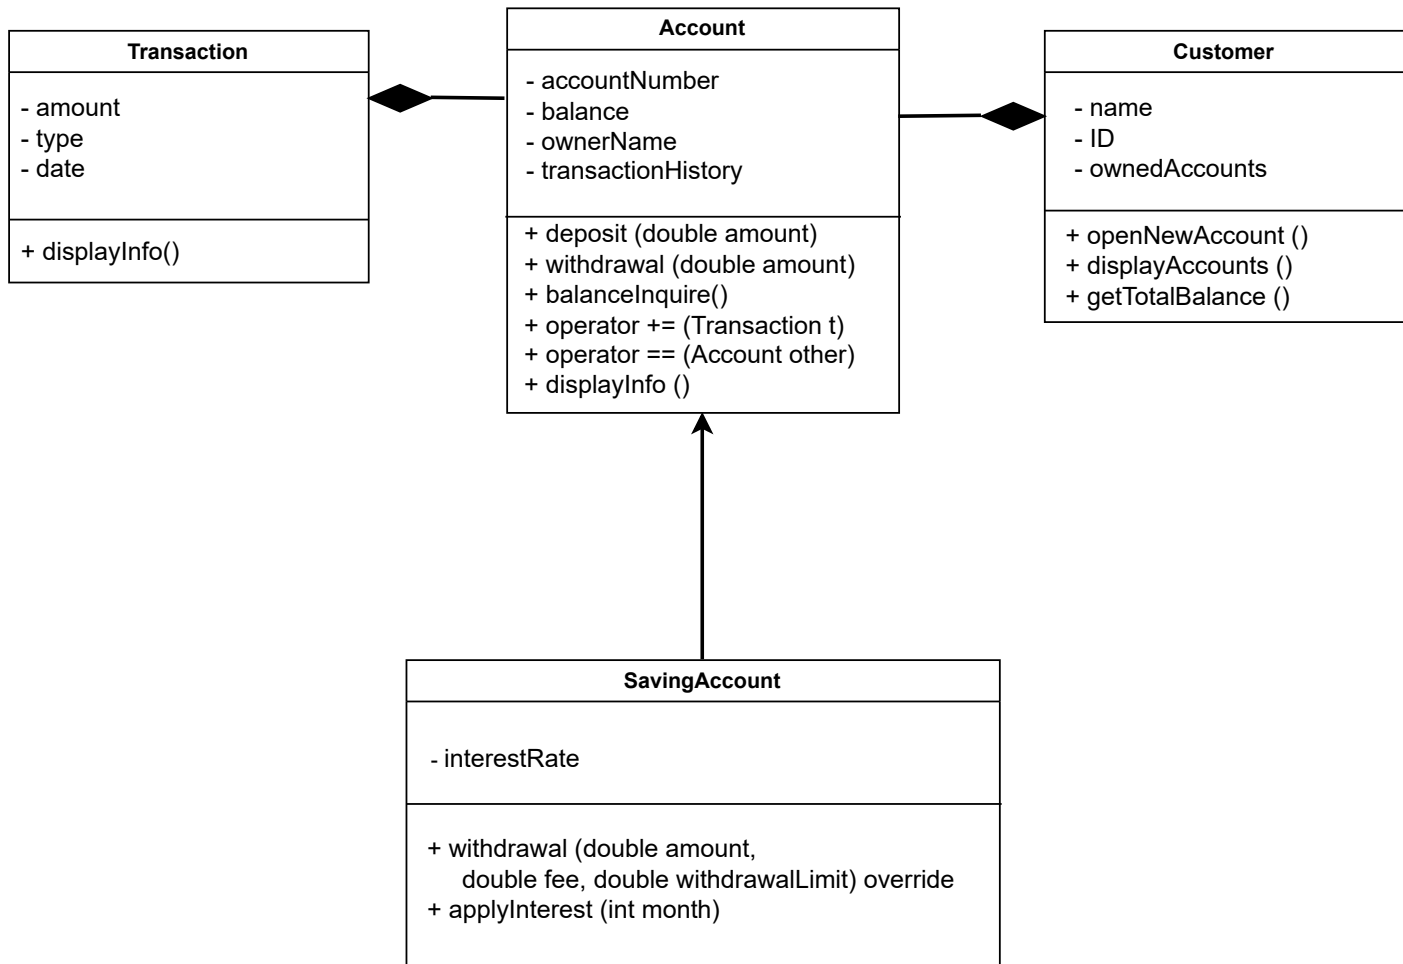 Transaction
- amount
- type
- date
+ displayInfo()
Account
- accountNumber
- balance
- ownerName
- transactionHistory
+ deposit (double amount)
+ withdrawal (double amount)
+ balanceInquire()
+ operator += (Transaction t)
+ operator == (Account other)
+ displayInfo ()
Customer
- name
- ID
- ownedAccounts
+ openNewAccount ()
+ displayAccounts ()
+ getTotalBalance ()
SavingAccount
- interestRate
+ withdrawal (double amount,
double fee, double withdrawalLimit) override
+ applyInterest (int month)